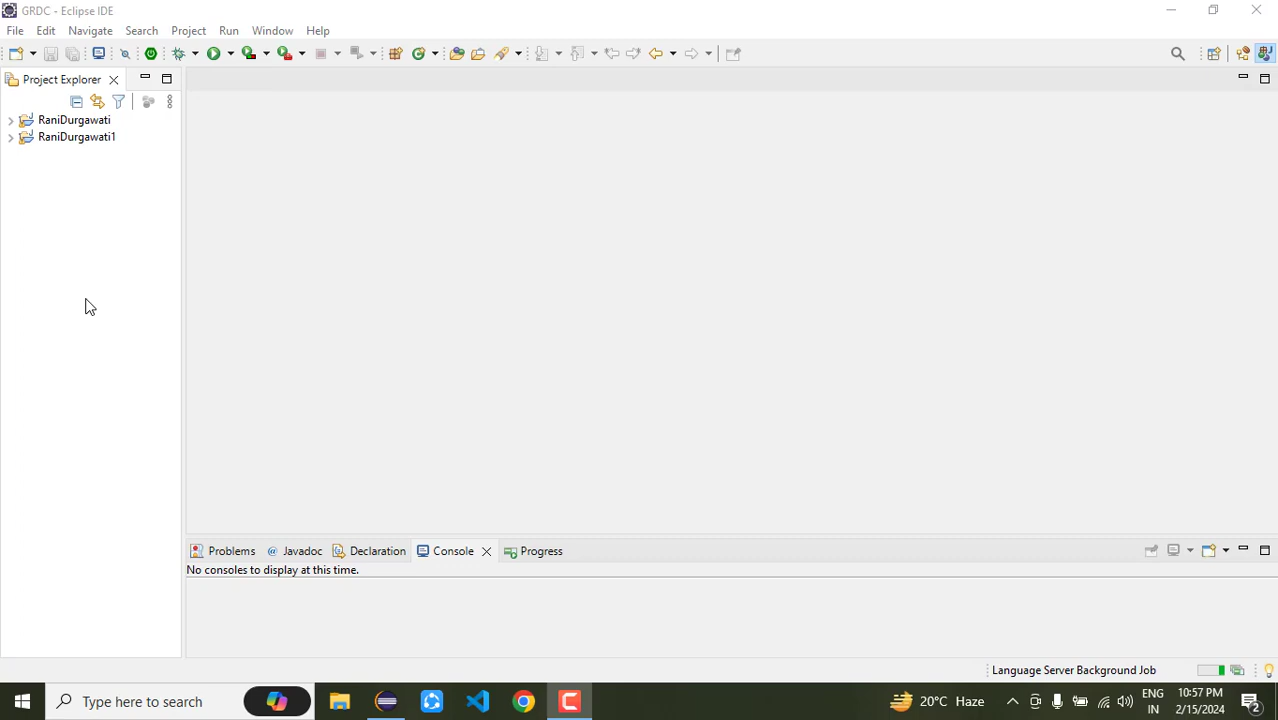 GRDC - Eclipse IDE
File Edit Navigate Search Project Run Window Help
Project Explorer
RaniDurgawati
RaniDurgawati1
Problems Javadoc Declaration Console Progress
No consoles to display at this time.
Language Server Background Job
Type here to search
20°C Haze
ENG
IN
10:57 PM
2/15/2024
2